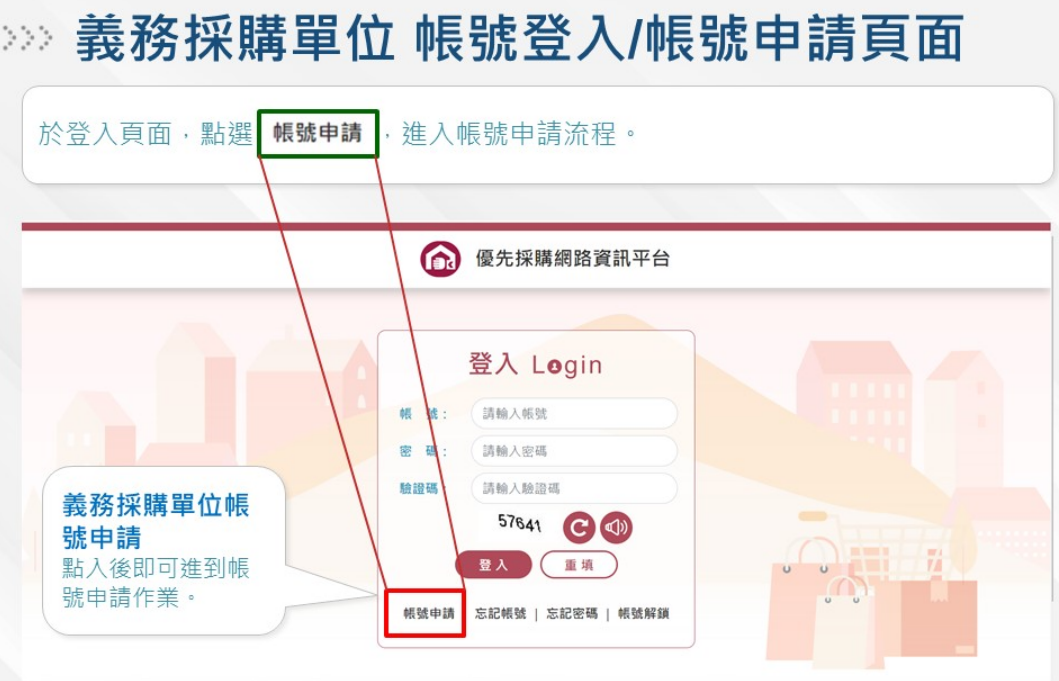 >>> 義務採購單位 帳號登入/帳號申請頁面
於登入頁面，點選 帳號申請 ，進入帳號申請流程。
優先採購網路資訊平台
登入 Login
帳 號： 請輸入帳號
密 碼： 請輸入密碼
驗證碼： 請輸入驗證碼
57641
登入 重填
帳號申請 忘記帳號 | 忘記密碼 | 帳號解鎖
義務採購單位帳
號申請
點入後即可進到帳
號申請作業。